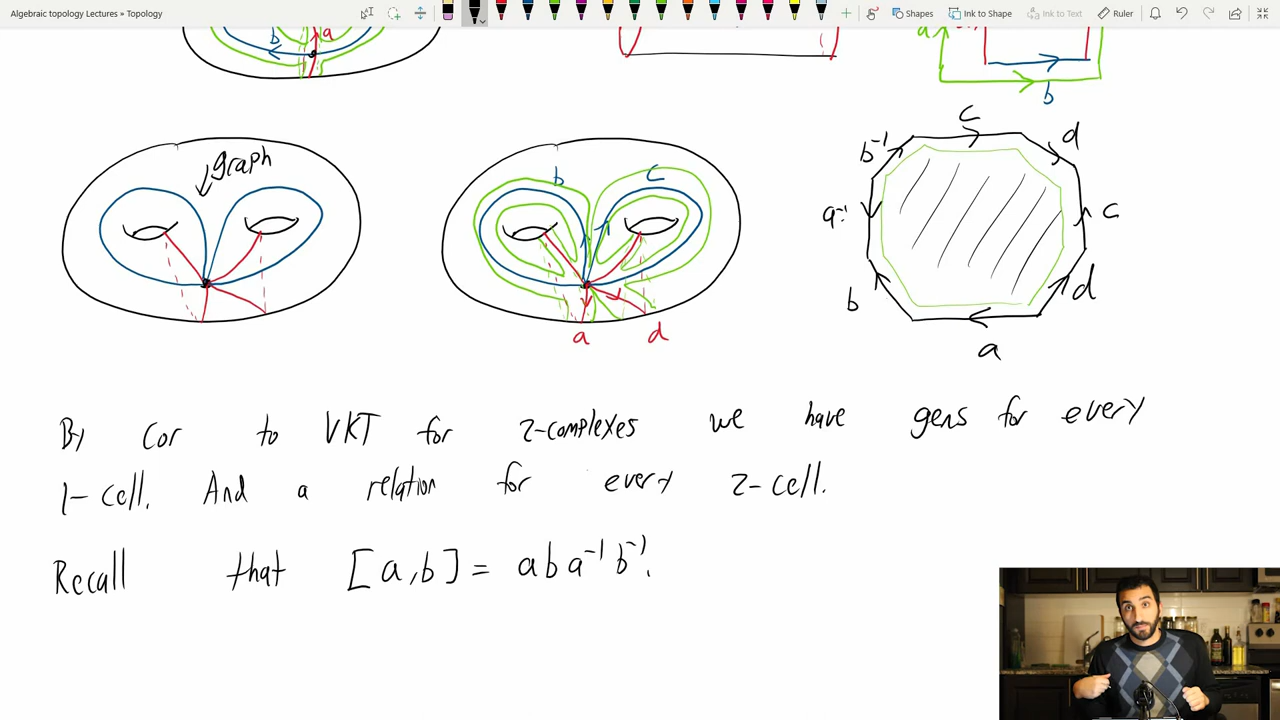 Algebraic topology Lectures » Topology
Shapes
Ink to Shape
Ink to Text
Ruler
b
a
a
b
graph
b
c
a
d
c
d
c
d
a
b
a⁻¹
b⁻¹
By Cor to VKT for 2-complexes we have gens for every
1-cell. And a relation for every 2-cell.
Recall that [a,b] = a b a⁻¹ b⁻¹.